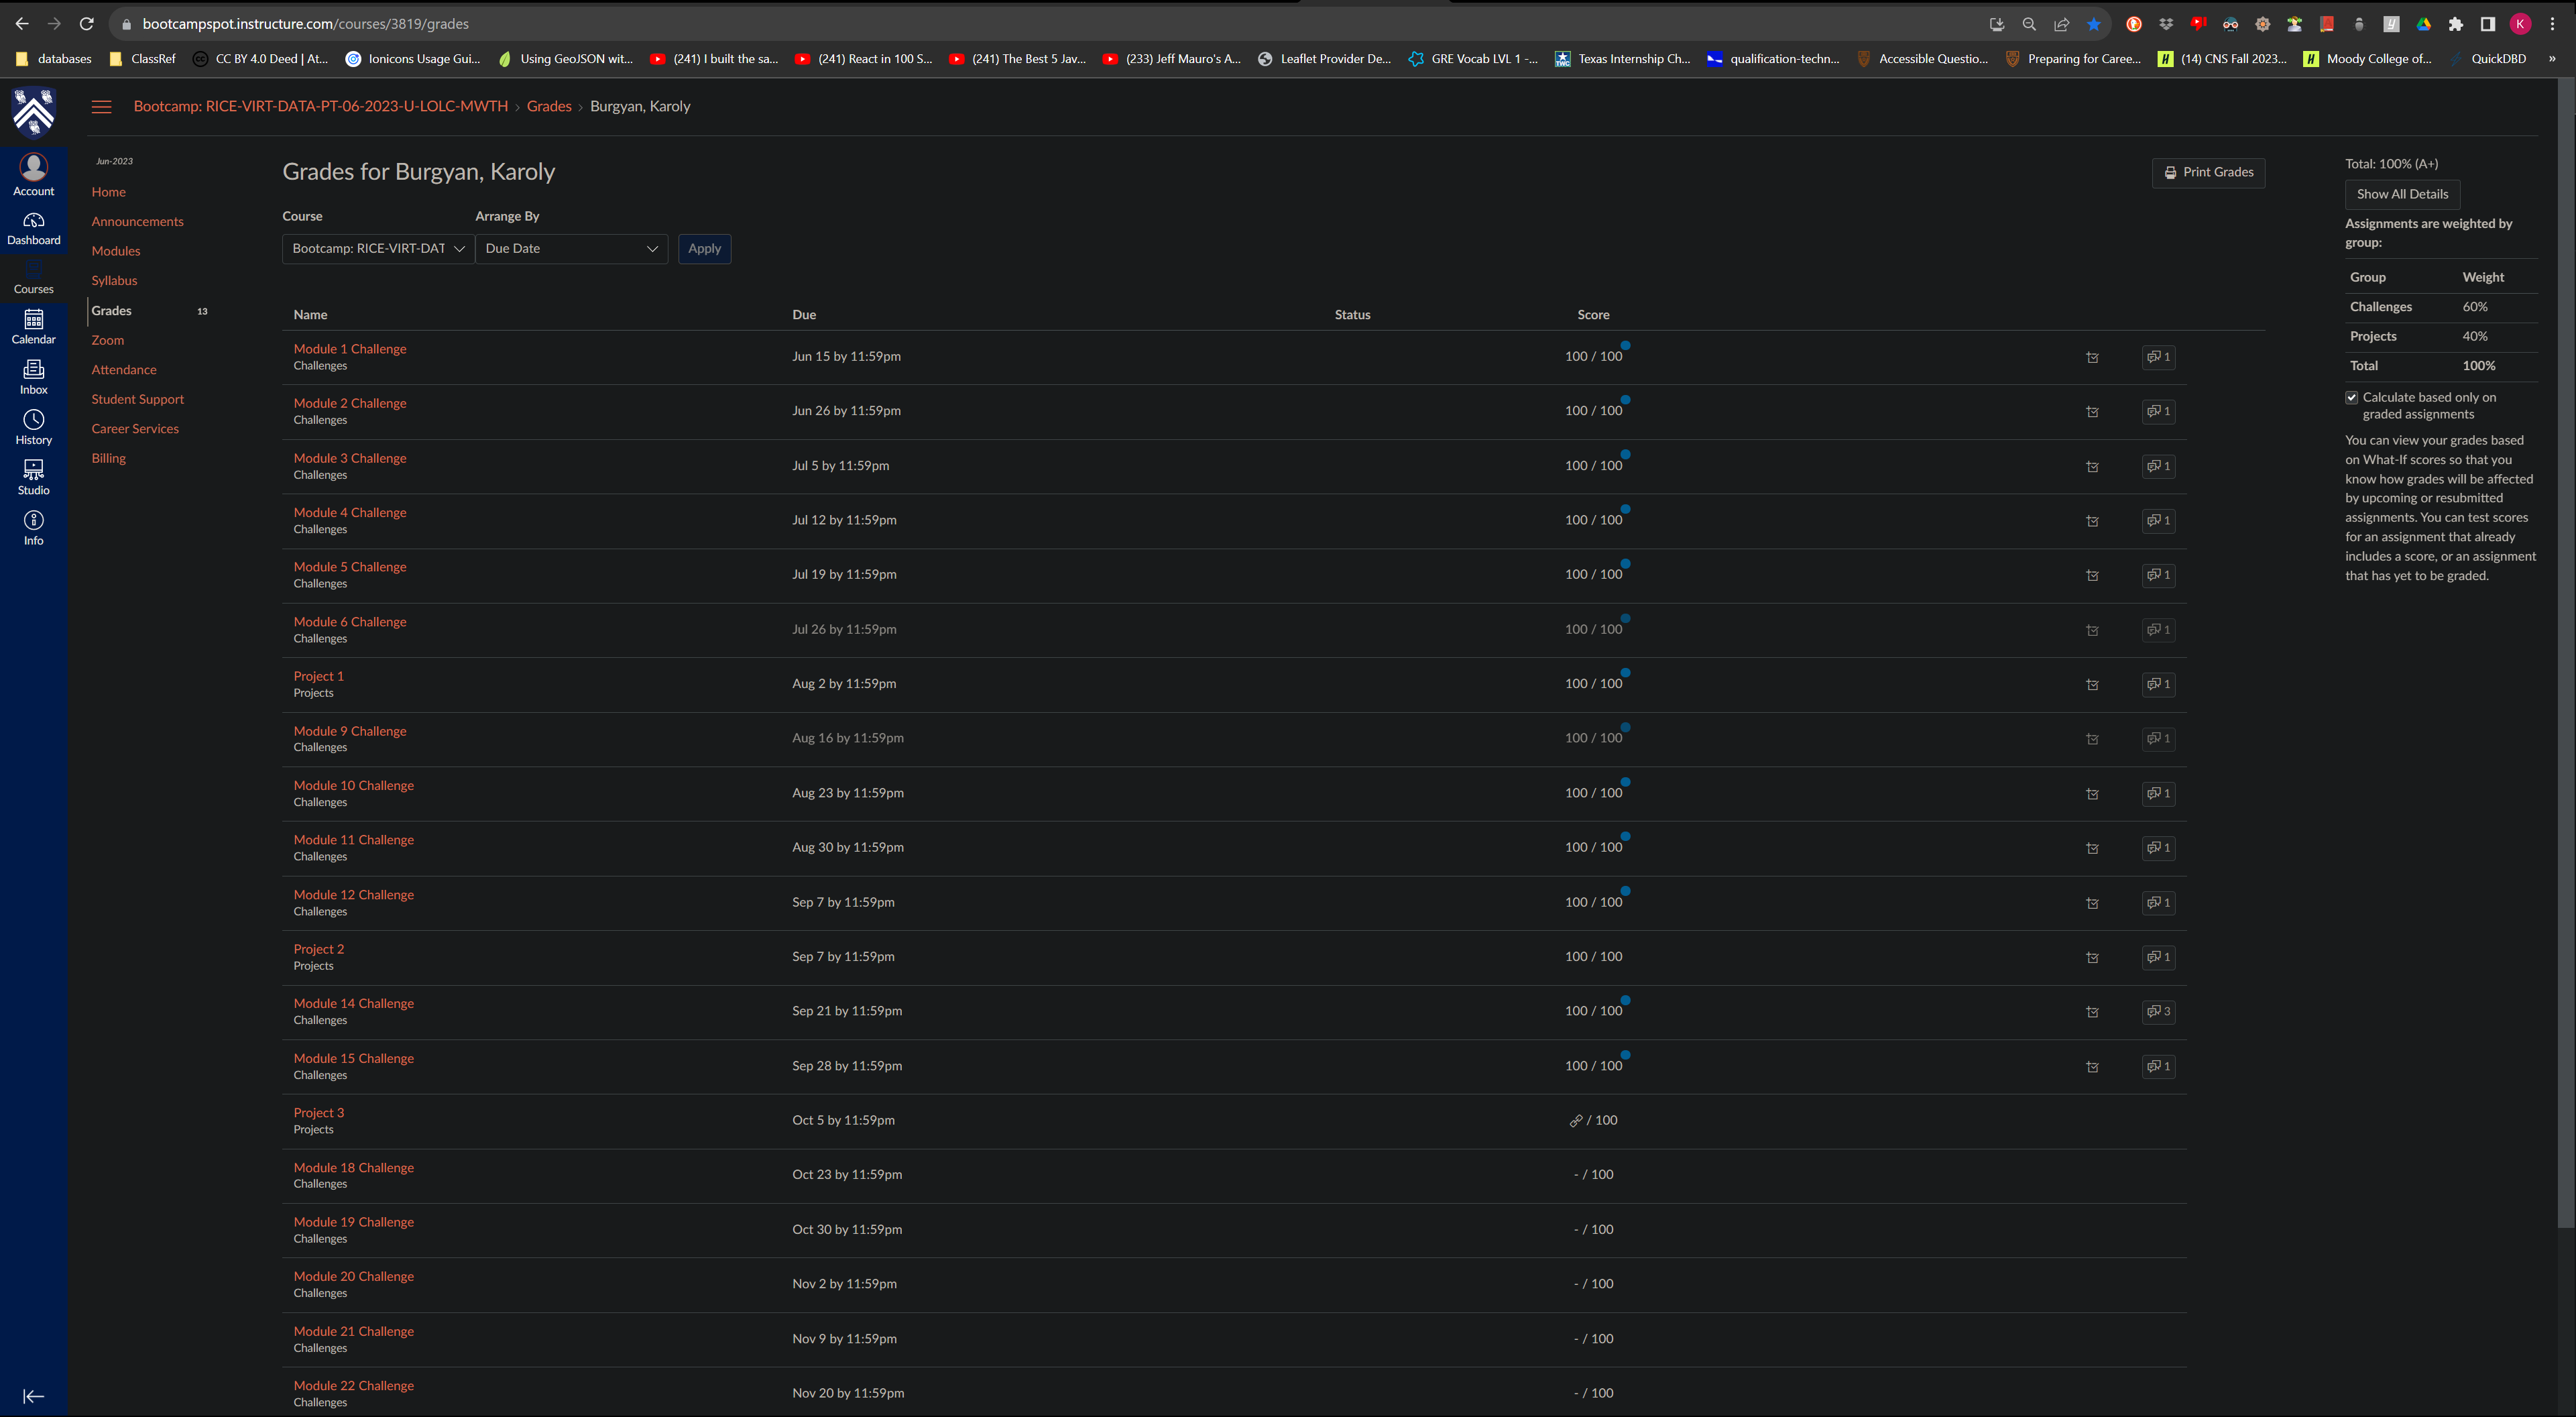 bootcampspot.instructure.com/courses/3819/grades
K
databases ClassRef CC BY 4.0 Deed | At... Ionicons Usage Gui... Using GeoJSON wit... (241) I built the sa... (241) React in 100 S... (241) The Best 5 Jav... (233) Jeff Mauro's A... Leaflet Provider De... GRE Vocab LVL 1 -... Texas Internship Ch... qualification-techn... Accessible Questio... Preparing for Caree... (14) CNS Fall 2023... Moody College of... QuickDBD »
Bootcamp: RICE-VIRT-DATA-PT-06-2023-U-LOLC-MWTH › Grades › Burgyan, Karoly
Account
Dashboard
Courses
Calendar
Inbox
History
Studio
Info
Jun-2023
Home
Announcements
Modules
Syllabus
Grades 13
Zoom
Attendance
Student Support
Career Services
Billing
Grades for Burgyan, Karoly
Print Grades
Course Arrange By
Bootcamp: RICE-VIRT-DAT Due Date Apply
Name Due Status Score
Module 1 Challenge
Challenges
Jun 15 by 11:59pm 100 / 100 1
Module 2 Challenge
Challenges
Jun 26 by 11:59pm 100 / 100 1
Module 3 Challenge
Challenges
Jul 5 by 11:59pm 100 / 100 1
Module 4 Challenge
Challenges
Jul 12 by 11:59pm 100 / 100 1
Module 5 Challenge
Challenges
Jul 19 by 11:59pm 100 / 100 1
Module 6 Challenge
Challenges
Jul 26 by 11:59pm 100 / 100 1
Project 1
Projects
Aug 2 by 11:59pm 100 / 100 1
Module 9 Challenge
Challenges
Aug 16 by 11:59pm 100 / 100 1
Module 10 Challenge
Challenges
Aug 23 by 11:59pm 100 / 100 1
Module 11 Challenge
Challenges
Aug 30 by 11:59pm 100 / 100 1
Module 12 Challenge
Challenges
Sep 7 by 11:59pm 100 / 100 1
Project 2
Projects
Sep 7 by 11:59pm 100 / 100 1
Module 14 Challenge
Challenges
Sep 21 by 11:59pm 100 / 100 3
Module 15 Challenge
Challenges
Sep 28 by 11:59pm 100 / 100 1
Project 3
Projects
Oct 5 by 11:59pm / 100
Module 18 Challenge
Challenges
Oct 23 by 11:59pm - / 100
Module 19 Challenge
Challenges
Oct 30 by 11:59pm - / 100
Module 20 Challenge
Challenges
Nov 2 by 11:59pm - / 100
Module 21 Challenge
Challenges
Nov 9 by 11:59pm - / 100
Module 22 Challenge
Challenges
Nov 20 by 11:59pm - / 100
Total: 100% (A+)
Show All Details
Assignments are weighted by
group:
Group Weight
Challenges 60%
Projects 40%
Total 100%
Calculate based only on
graded assignments
You can view your grades based
on What-If scores so that you
know how grades will be affected
by upcoming or resubmitted
assignments. You can test scores
for an assignment that already
includes a score, or an assignment
that has yet to be graded.